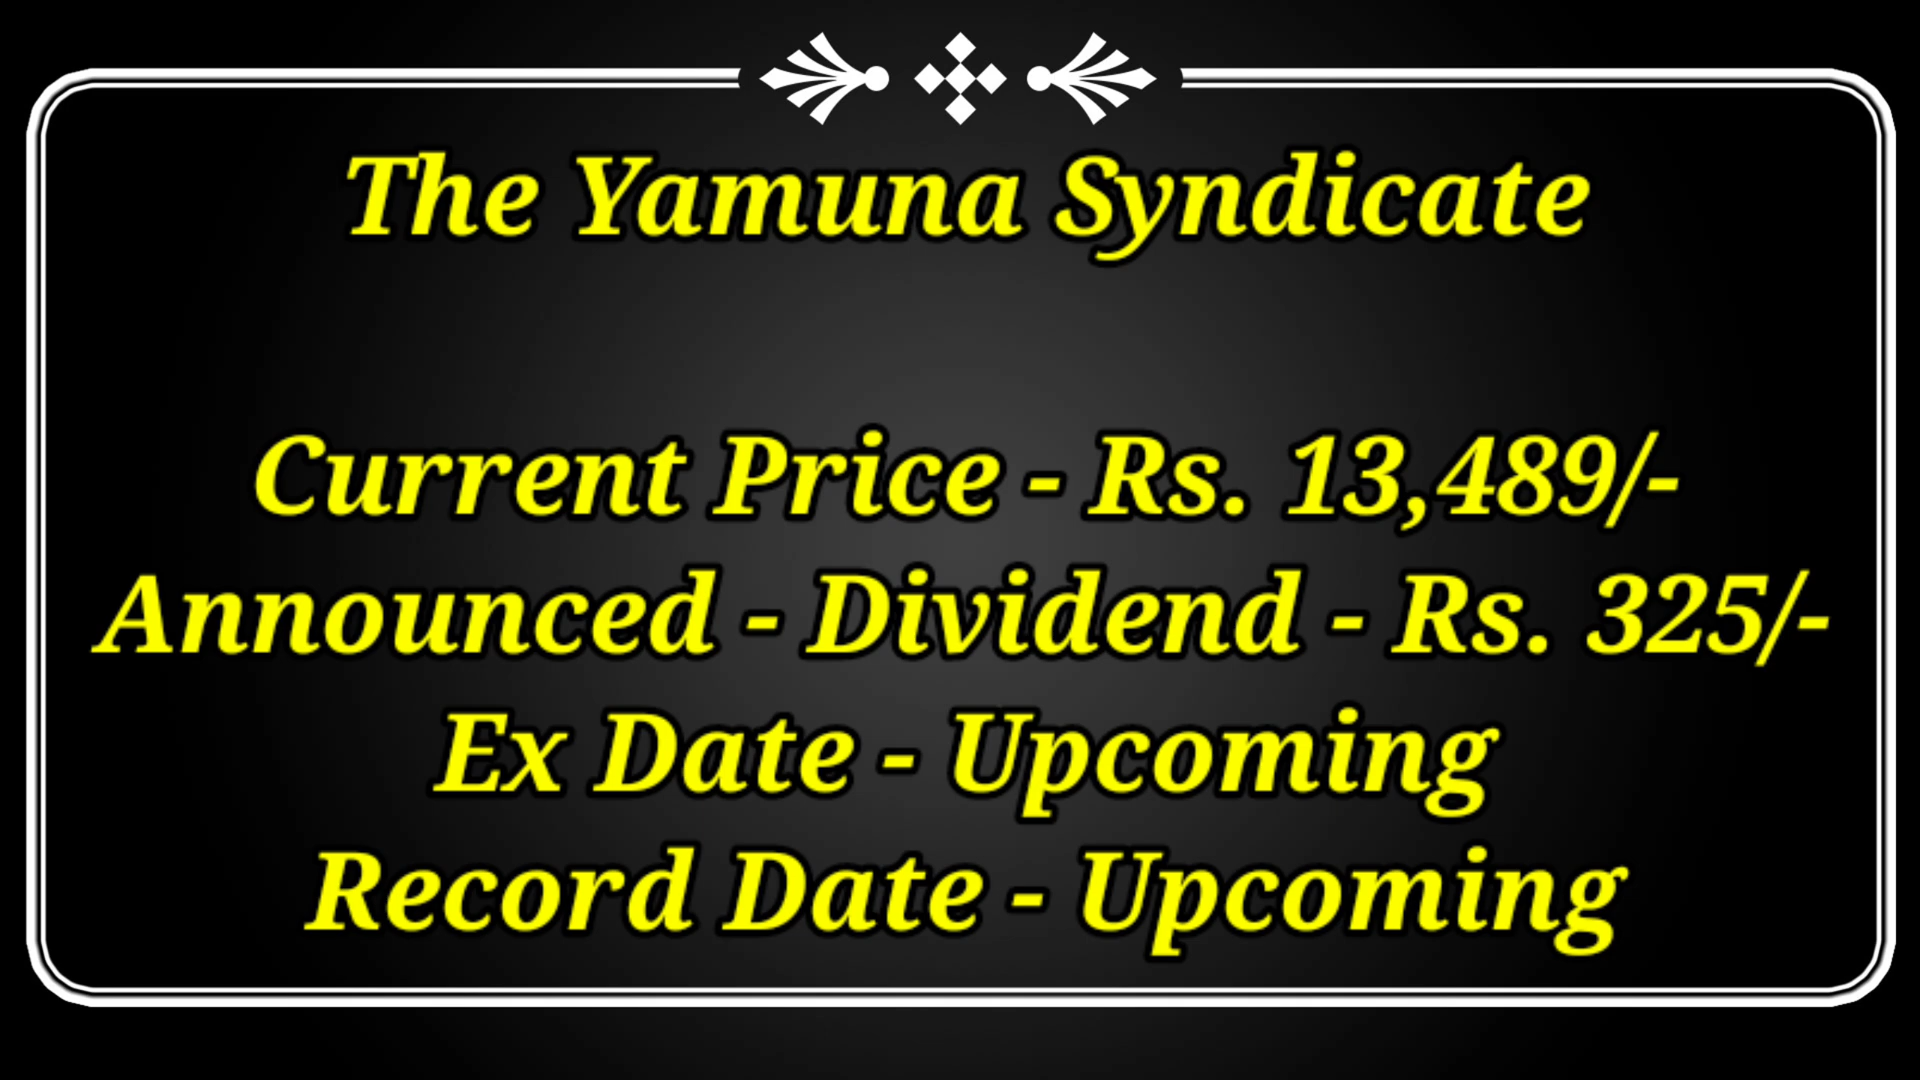 The Yamuna Syndicate
Current Price - Rs. 13,489/-
Announced - Dividend - Rs. 325/-
Ex Date - Upcoming
Record Date - Upcoming